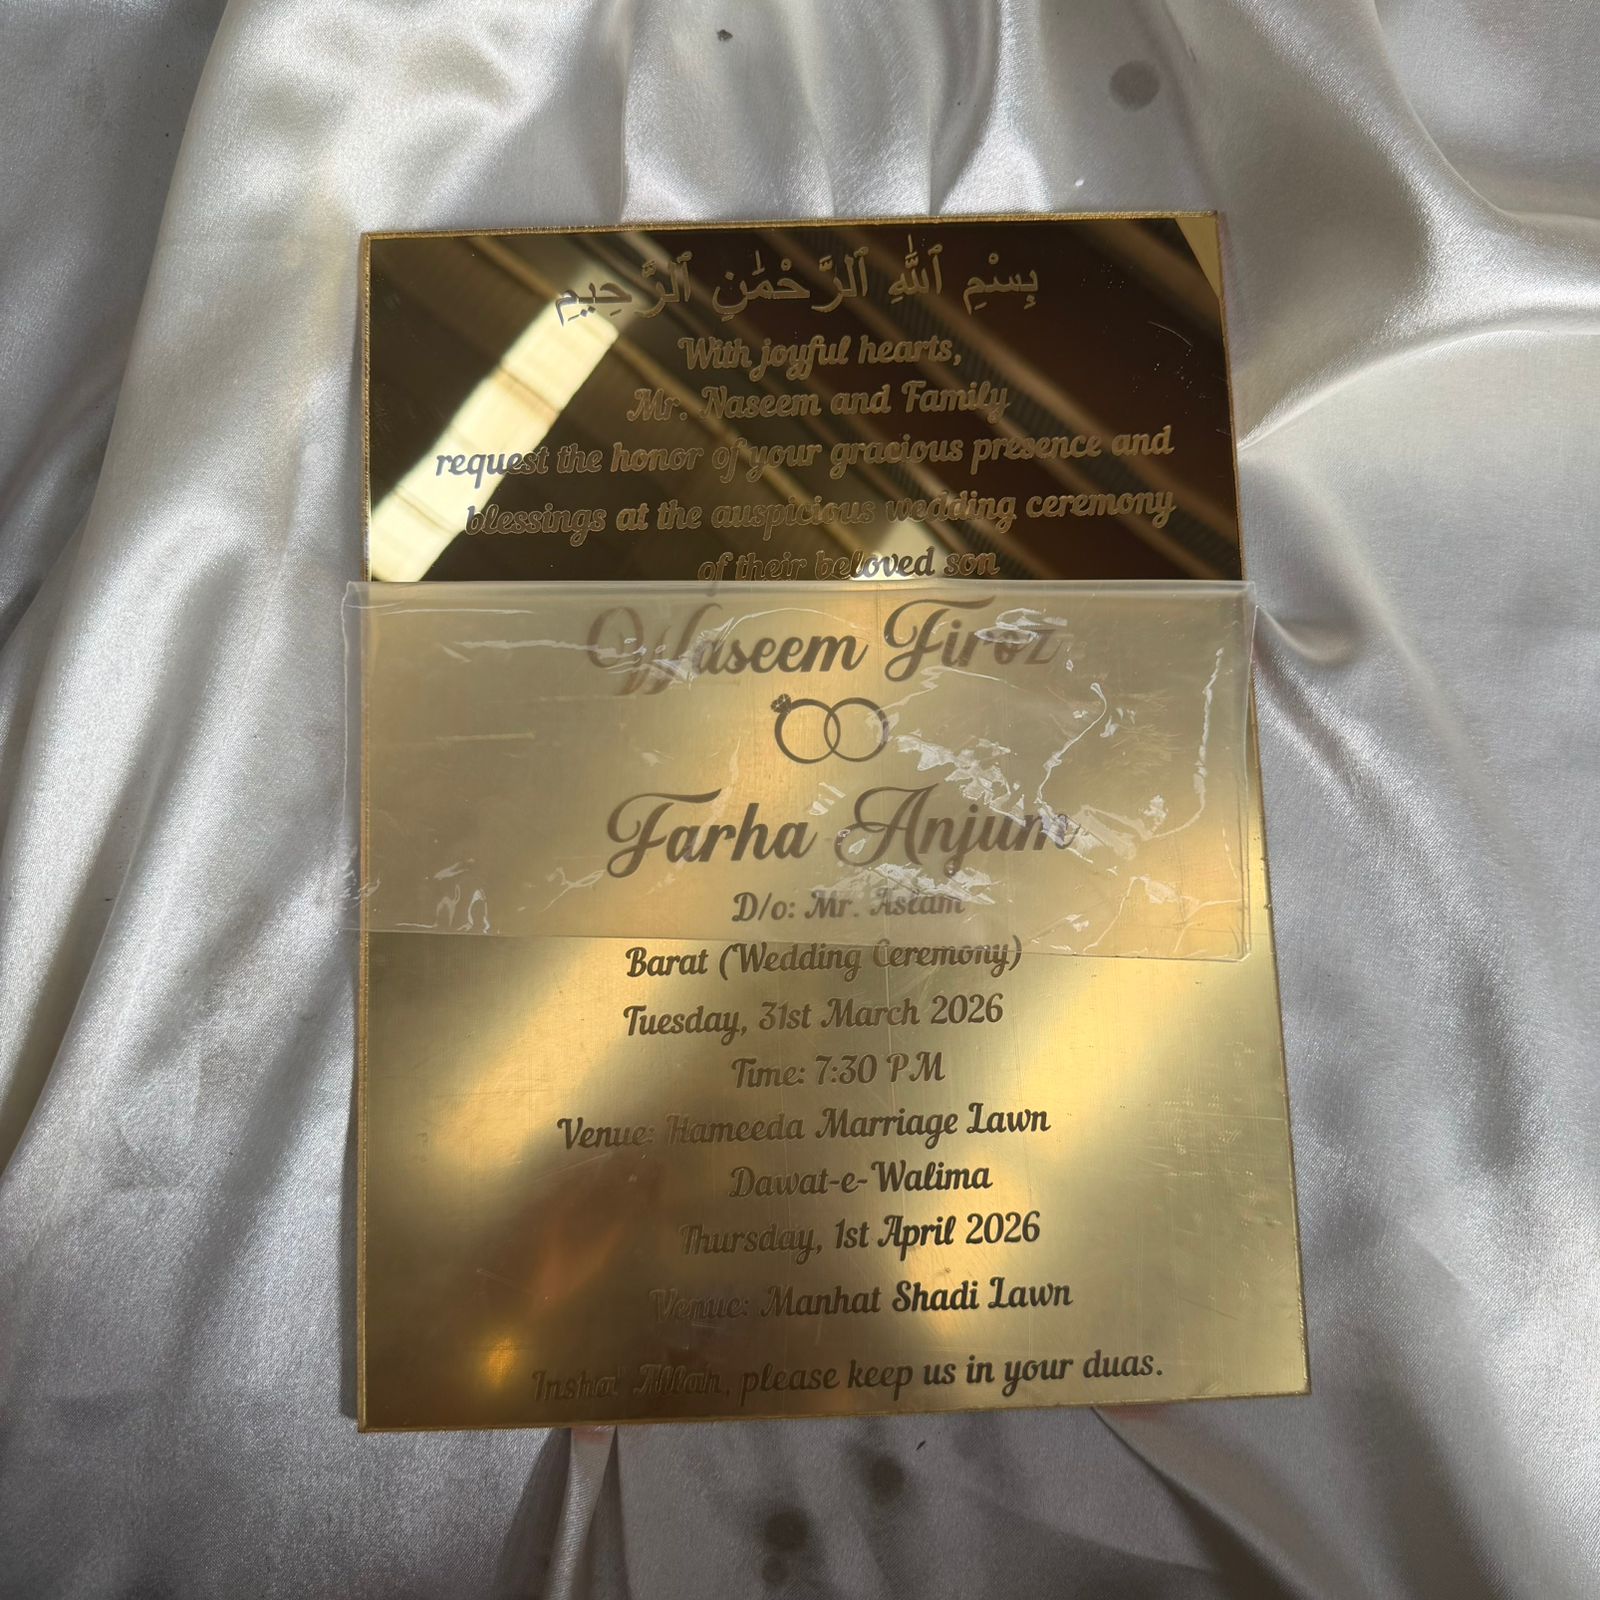 بِسْمِ ٱللَّٰهِ ٱلرَّحْمَٰنِ ٱلرَّحِيمِ
With joyful hearts,
Mr. Naseem and Family
request the honor of your gracious presence and
blessings at the auspicious wedding ceremony
of their beloved son
Waseem Firoz
Farha Anjum
D/o: Mr. Aslam
Barat (Wedding Ceremony)
Tuesday, 31st March 2026
Time: 7:30 PM
Venue: Hameeda Marriage Lawn
Dawat-e-Walima
Thursday, 1st April 2026
Venue: Manhat Shadi Lawn
Insha' Allah, please keep us in your duas.